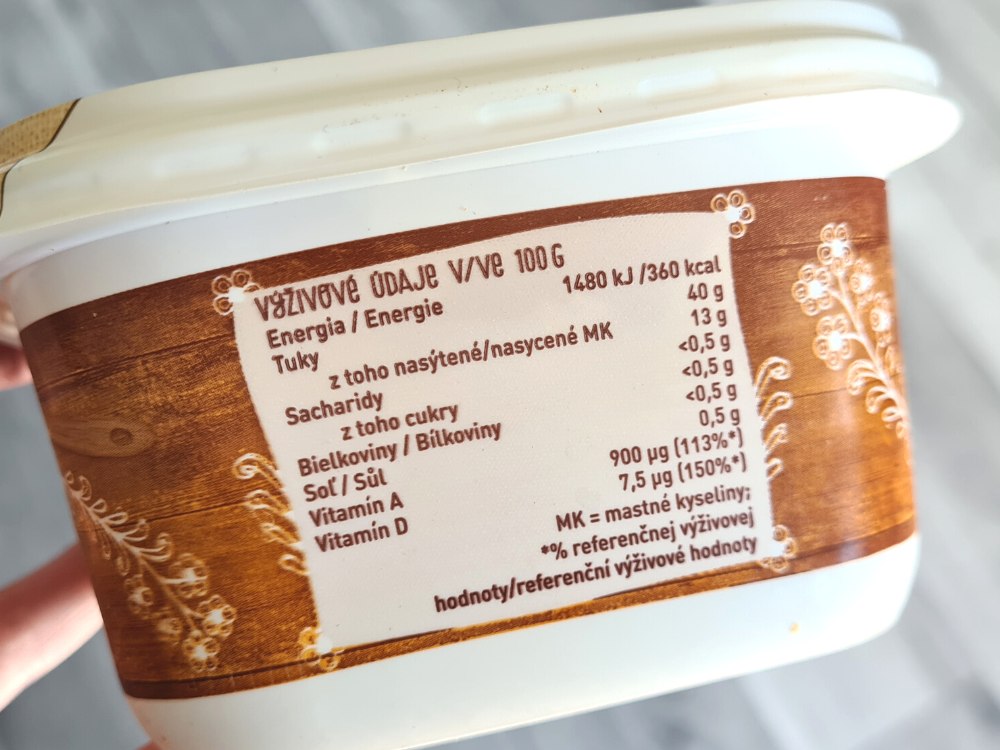 VÝŽIVOVÉ ÚDAJE V/VE 100 G
Energia / Energie 1480 kJ /360 kcal
Tuky 40 g
z toho nasýtené/nasycené MK 13 g
Sacharidy <0,5 g
z toho cukry <0,5 g
Bielkoviny / Bílkoviny <0,5 g
Soľ / Sůl 0,5 g
Vitamín A 900 µg (113%*)
Vitamín D 7,5 µg (150%*)
MK = mastné kyseliny;
*% referenčnej výživovej
hodnoty/referenční výživové hodnoty